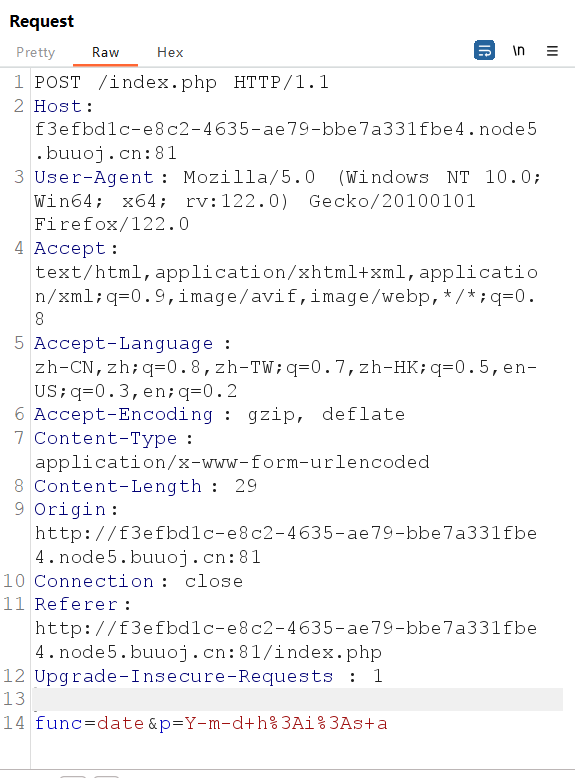 Request
Pretty Raw Hex \n ≡
1 POST /index.php HTTP/1.1
2 Host:
f3efbd1c-e8c2-4635-ae79-bbe7a331fbe4.node5
.buuoj.cn:81
3 User-Agent: Mozilla/5.0 (Windows NT 10.0;
Win64; x64; rv:122.0) Gecko/20100101
Firefox/122.0
4 Accept:
text/html,application/xhtml+xml,applicatio
n/xml;q=0.9,image/avif,image/webp,*/*;q=0.
8
5 Accept-Language :
zh-CN,zh;q=0.8,zh-TW;q=0.7,zh-HK;q=0.5,en-
US;q=0.3,en;q=0.2
6 Accept-Encoding : gzip, deflate
7 Content-Type :
application/x-www-form-urlencoded
8 Content-Length : 29
9 Origin:
http://f3efbd1c-e8c2-4635-ae79-bbe7a331fbe
4.node5.buuoj.cn:81
10 Connection : close
11 Referer:
http://f3efbd1c-e8c2-4635-ae79-bbe7a331fbe
4.node5.buuoj.cn:81/index.php
12 Upgrade-Insecure-Requests : 1
13
14 func=date&p=Y-m-d+h%3Ai%3As+a